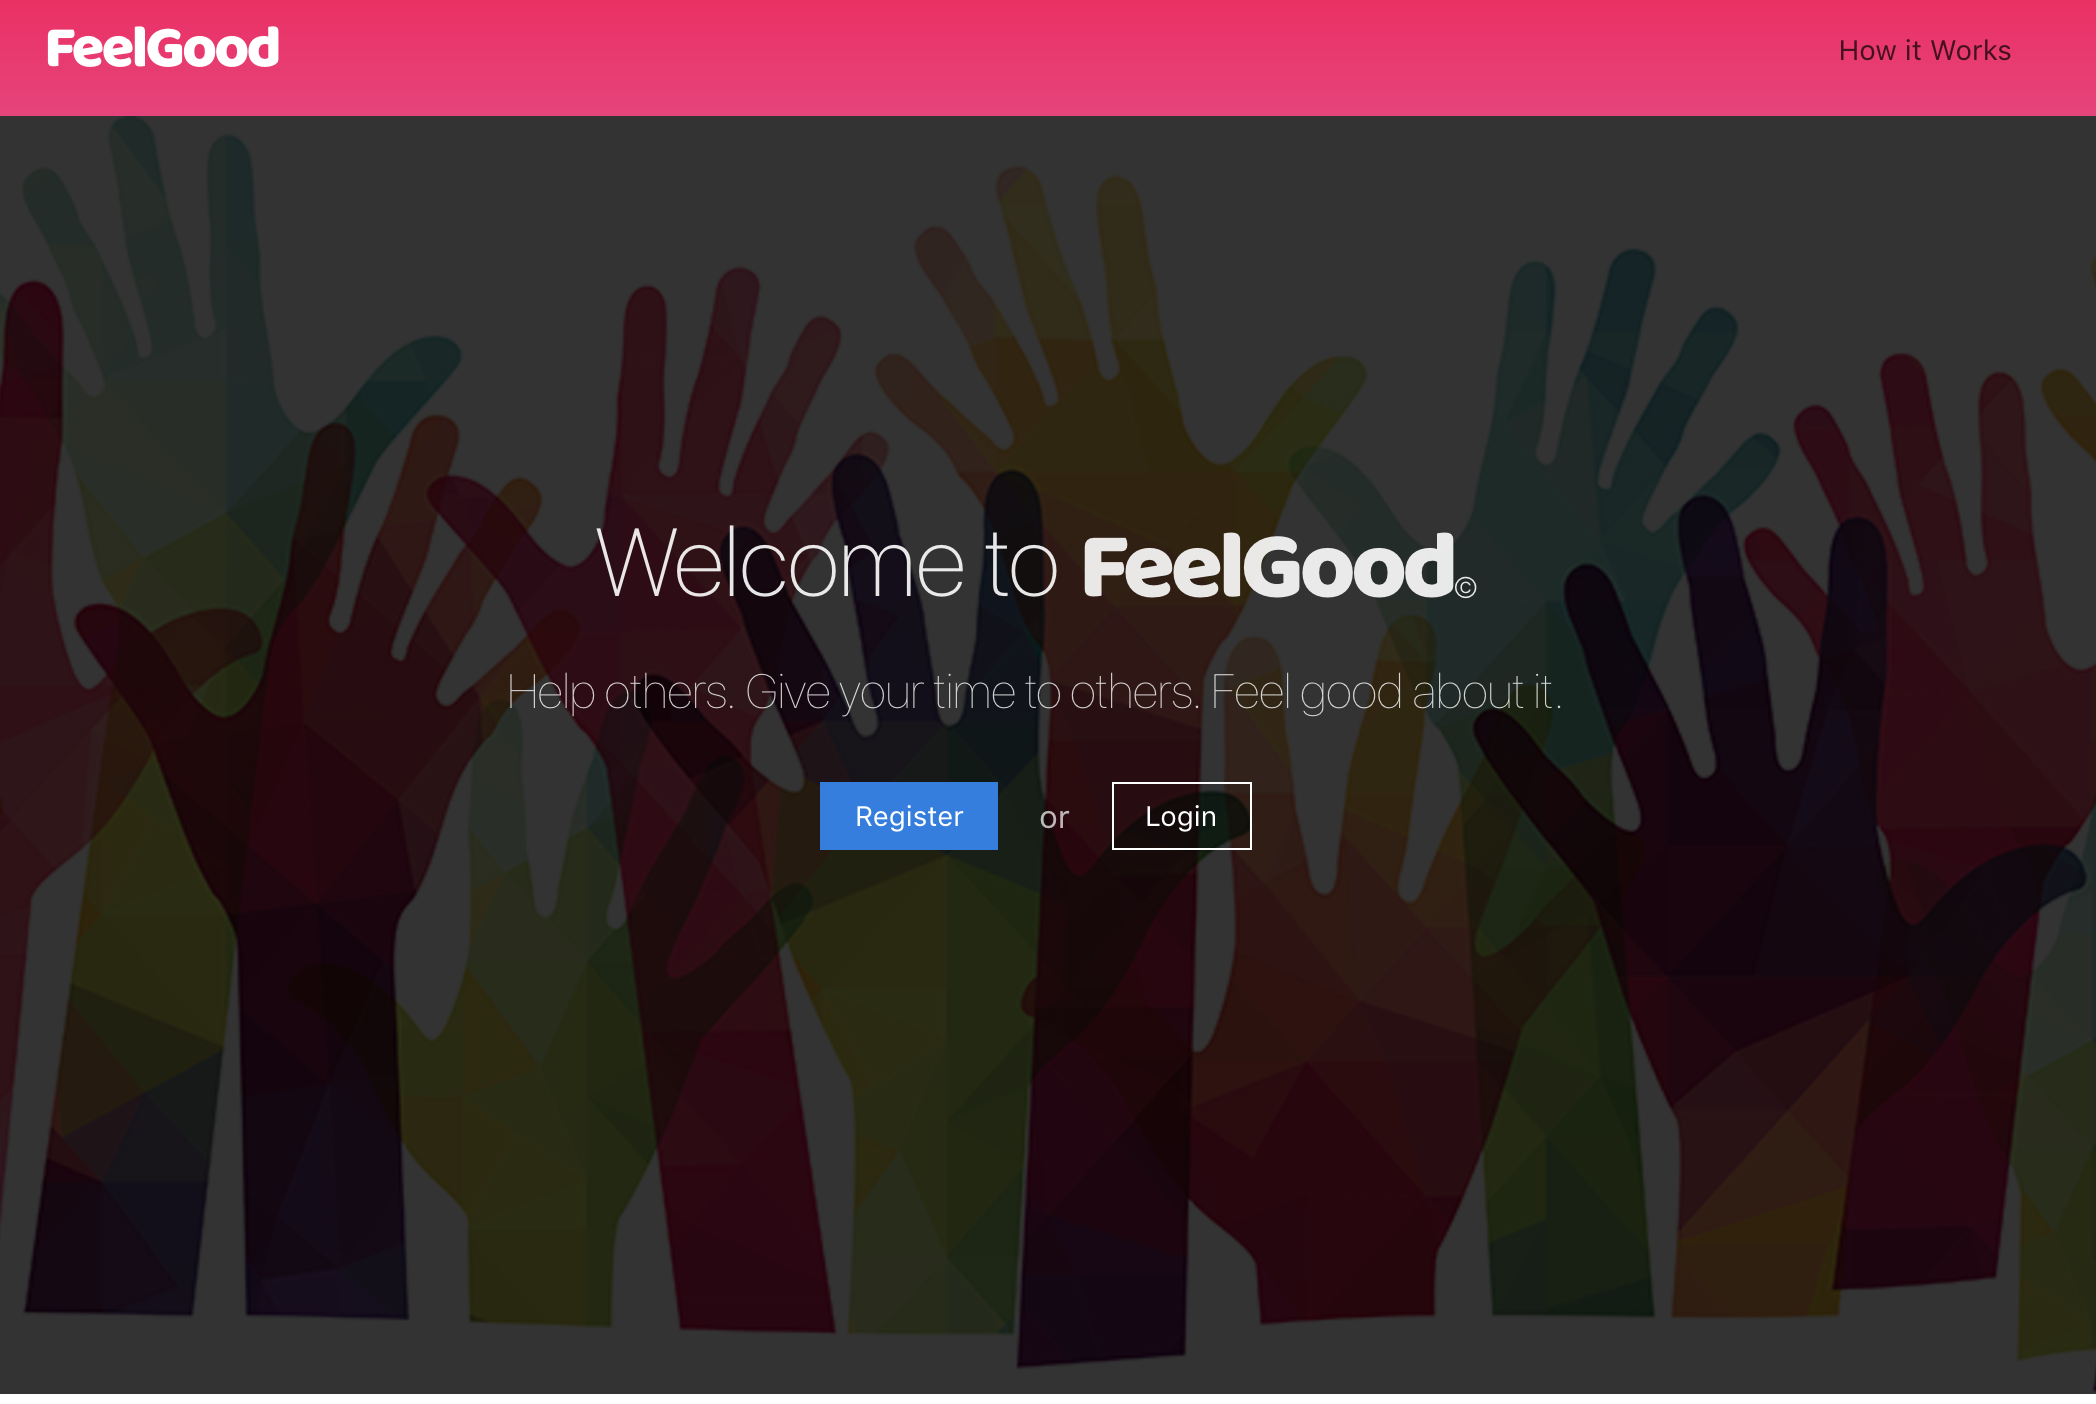 FeelGood
How it Works
Welcome to FeelGood©
Help others. Give your time to others. Feel good about it.
Register or Login